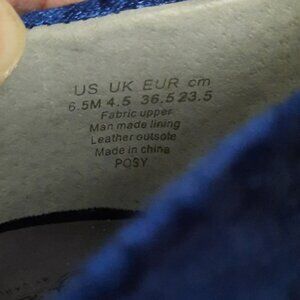 US UK EUR cm
6.5M 4.5 36.5 23.5
Fabric upper
Man made lining
Leather outsole
Made in china
POSY